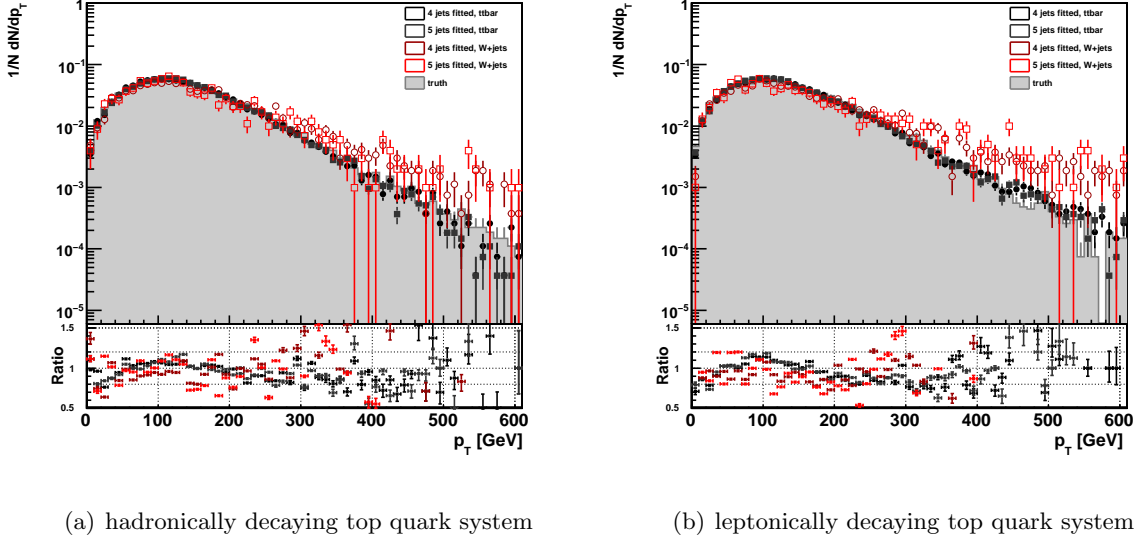 1/N dN/dpT
1
10⁻¹
10⁻²
10⁻³
10⁻⁴
10⁻⁵
4 jets fitted, ttbar
5 jets fitted, ttbar
4 jets fitted, W+jets
5 jets fitted, W+jets
truth
Ratio
1.5
1
0.5
0 100 200 300 400 500 600
pT [GeV]
(a) hadronically decaying top quark system
1/N dN/dpT
1
10⁻¹
10⁻²
10⁻³
10⁻⁴
10⁻⁵
4 jets fitted, ttbar
5 jets fitted, ttbar
4 jets fitted, W+jets
5 jets fitted, W+jets
truth
Ratio
1.5
1
0.5
0 100 200 300 400 500 600
pT [GeV]
(b) leptonically decaying top quark system